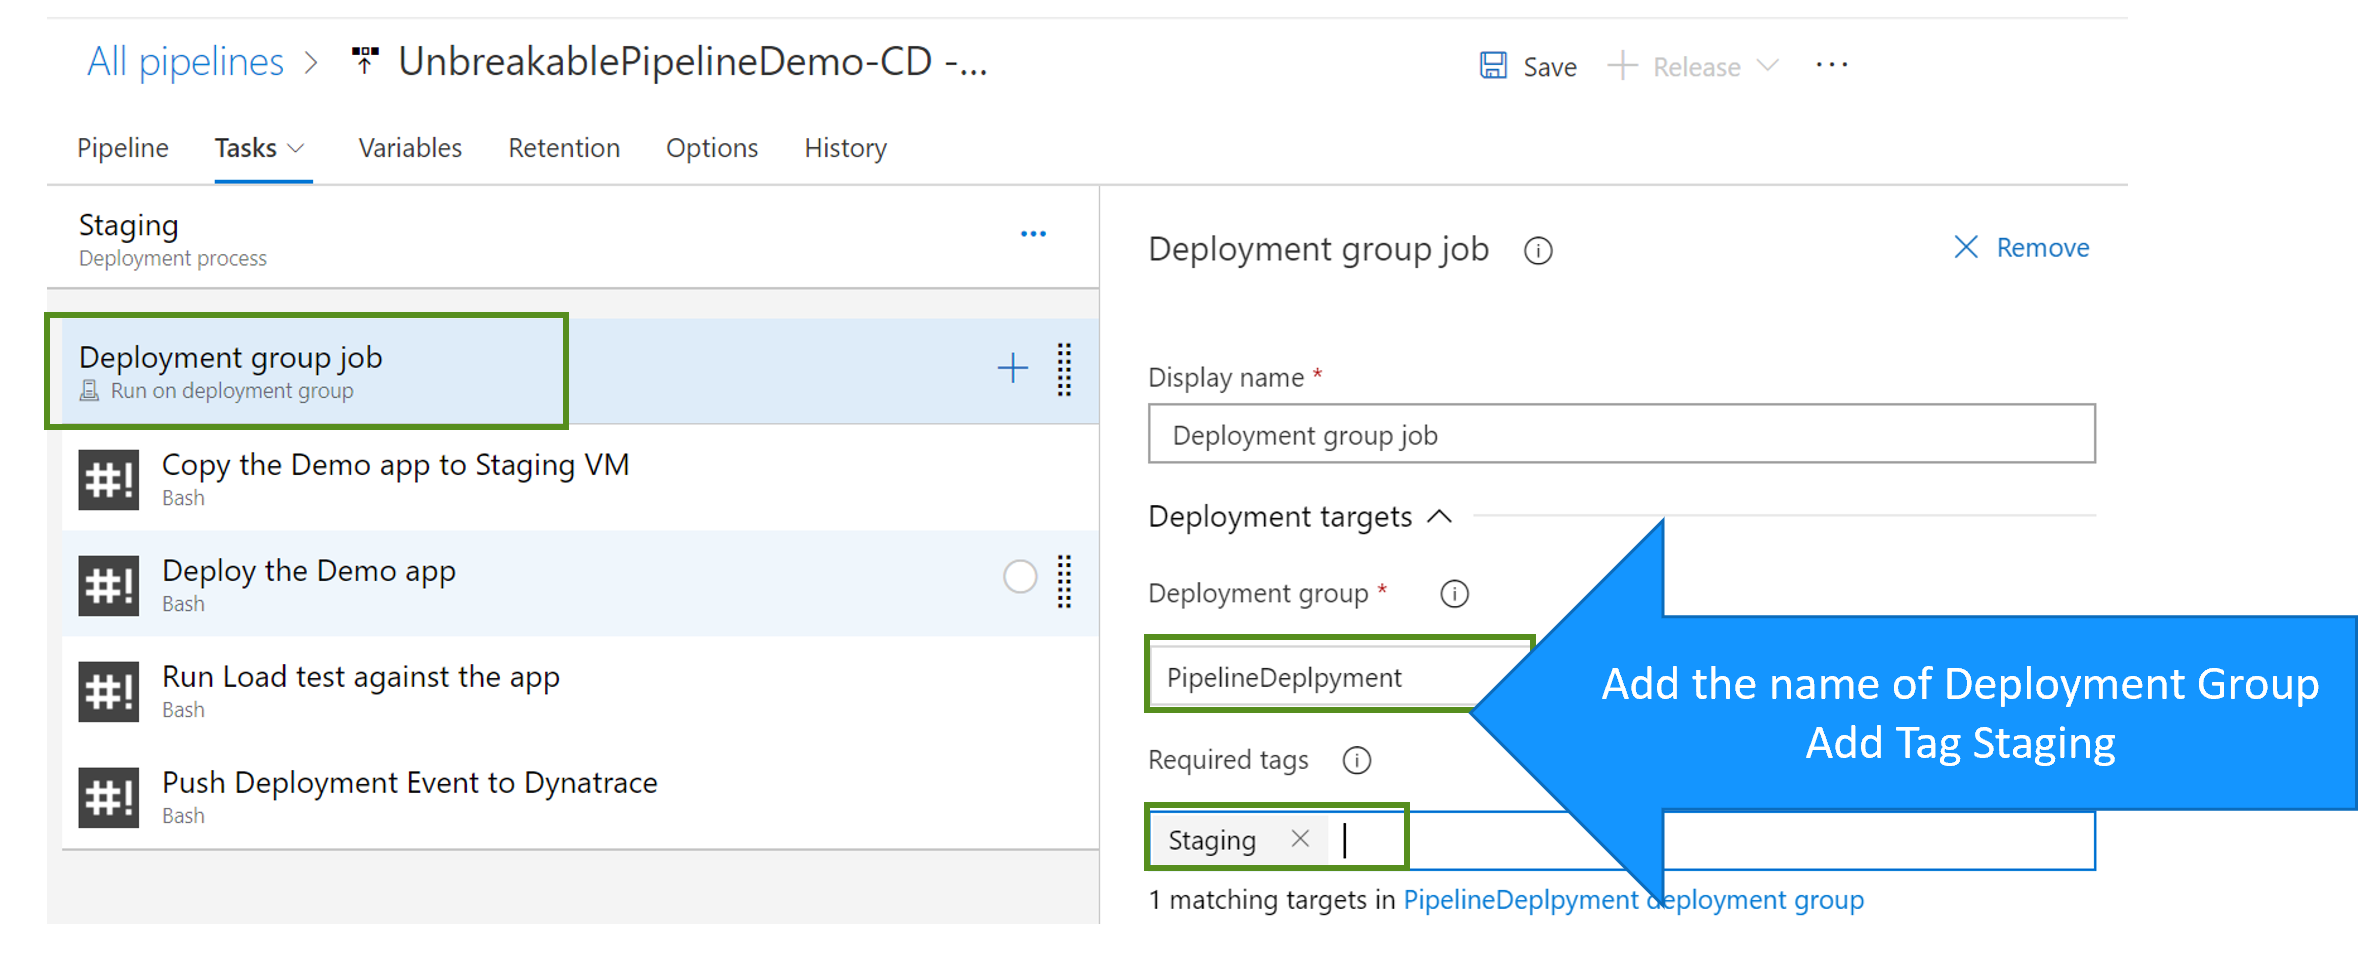 All pipelines > UnbreakablePipelineDemo-CD -...
Save + Release ...
Pipeline Tasks Variables Retention Options History
Staging
Deployment process
...
Deployment group job
Run on deployment group
#! Copy the Demo app to Staging VM
Bash
#! Deploy the Demo app
Bash
#! Run Load test against the app
Bash
#! Push Deployment Event to Dynatrace
Bash
Deployment group job
Remove
Display name *
Deployment group job
Deployment targets
Deployment group *
PipelineDeplpyment
Required tags
Staging
1 matching targets in PipelineDeplpyment deployment group
Add the name of Deployment Group
Add Tag Staging